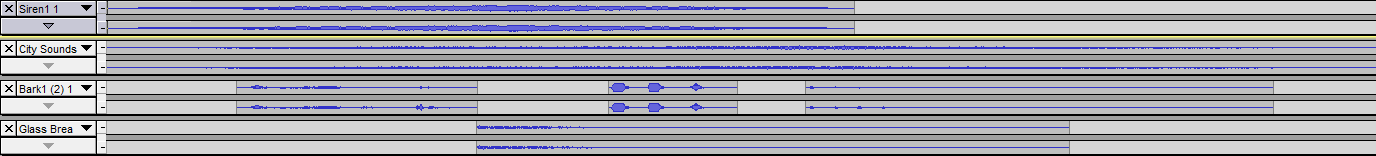 Siren1 1
City Sounds
Bark1 (2) 1
Glass Brea